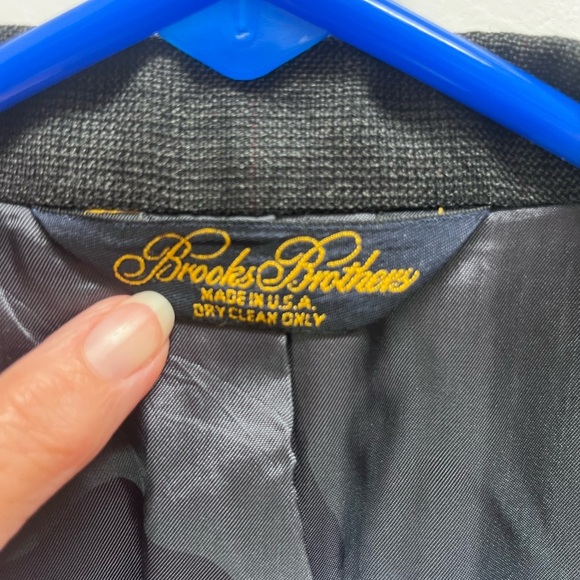 Brooks Brothers
MADE IN U.S.A.
DRY CLEAN ONLY